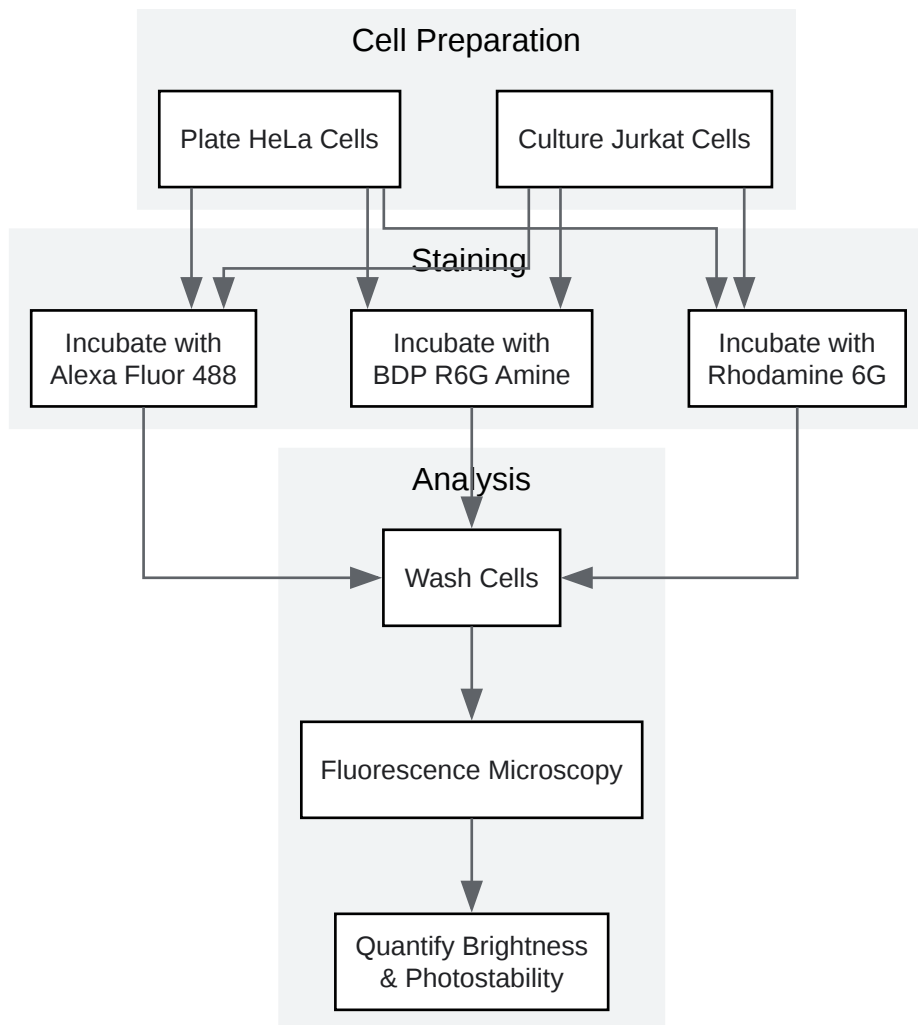 Cell Preparation
Plate HeLa Cells
Culture Jurkat Cells
Staining
Incubate with
Alexa Fluor 488
Incubate with
BDP R6G Amine
Incubate with
Rhodamine 6G
Analysis
Wash Cells
Fluorescence Microscopy
Quantify Brightness
& Photostability